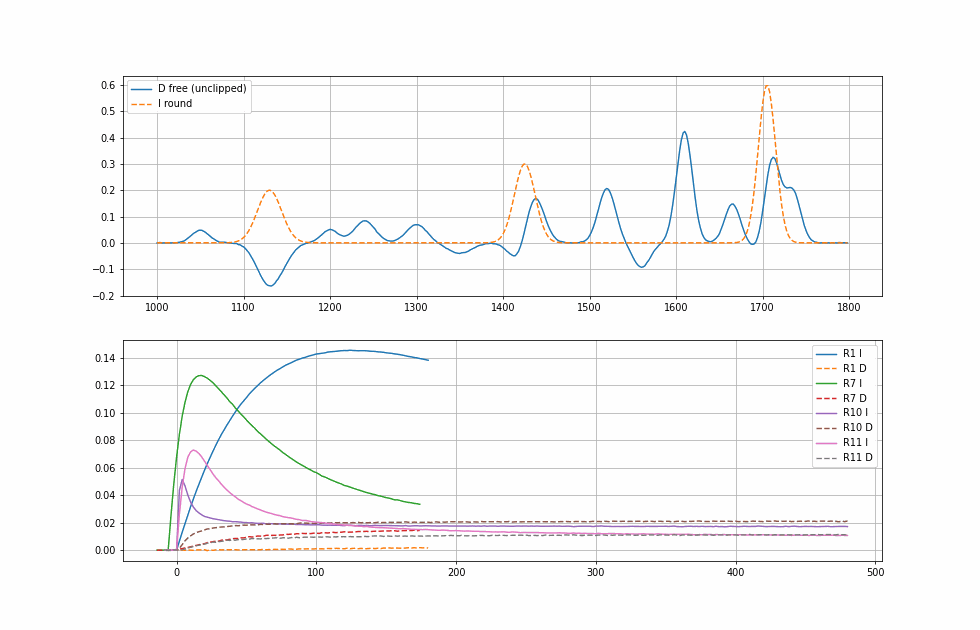 D free (unclipped)
I round
0.6
0.5
0.4
0.3
0.2
0.1
0.0
−0.1
−0.2
1000 1100 1200 1300 1400 1500 1600 1700 1800
R1 I
R1 D
R7 I
R7 D
R10 I
R10 D
R11 I
R11 D
0.14
0.12
0.10
0.08
0.06
0.04
0.02
0.00
0 100 200 300 400 500